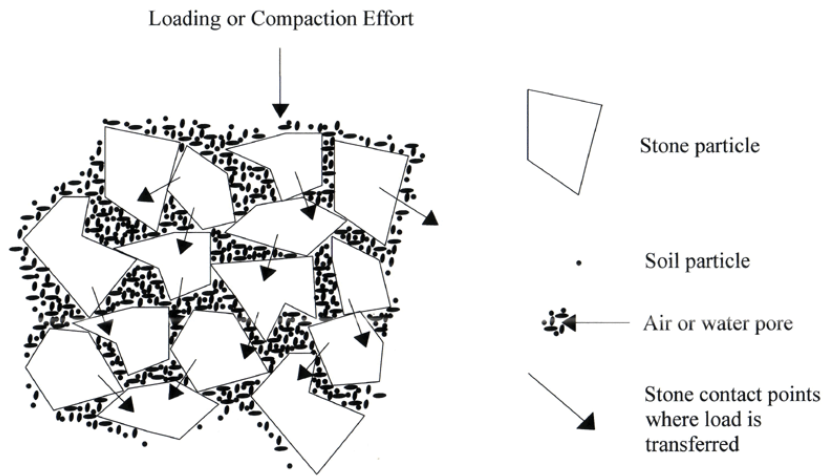 Loading or Compaction Effort
Stone particle
Soil particle
Air or water pore
Stone contact points
where load is
transferred